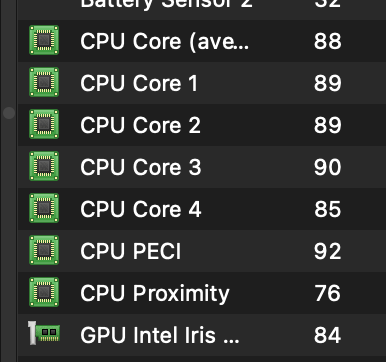 Battery Sensor 2 32
CPU Core (ave... 88
CPU Core 1 89
CPU Core 2 89
CPU Core 3 90
CPU Core 4 85
CPU PECI 92
CPU Proximity 76
GPU Intel Iris ... 84